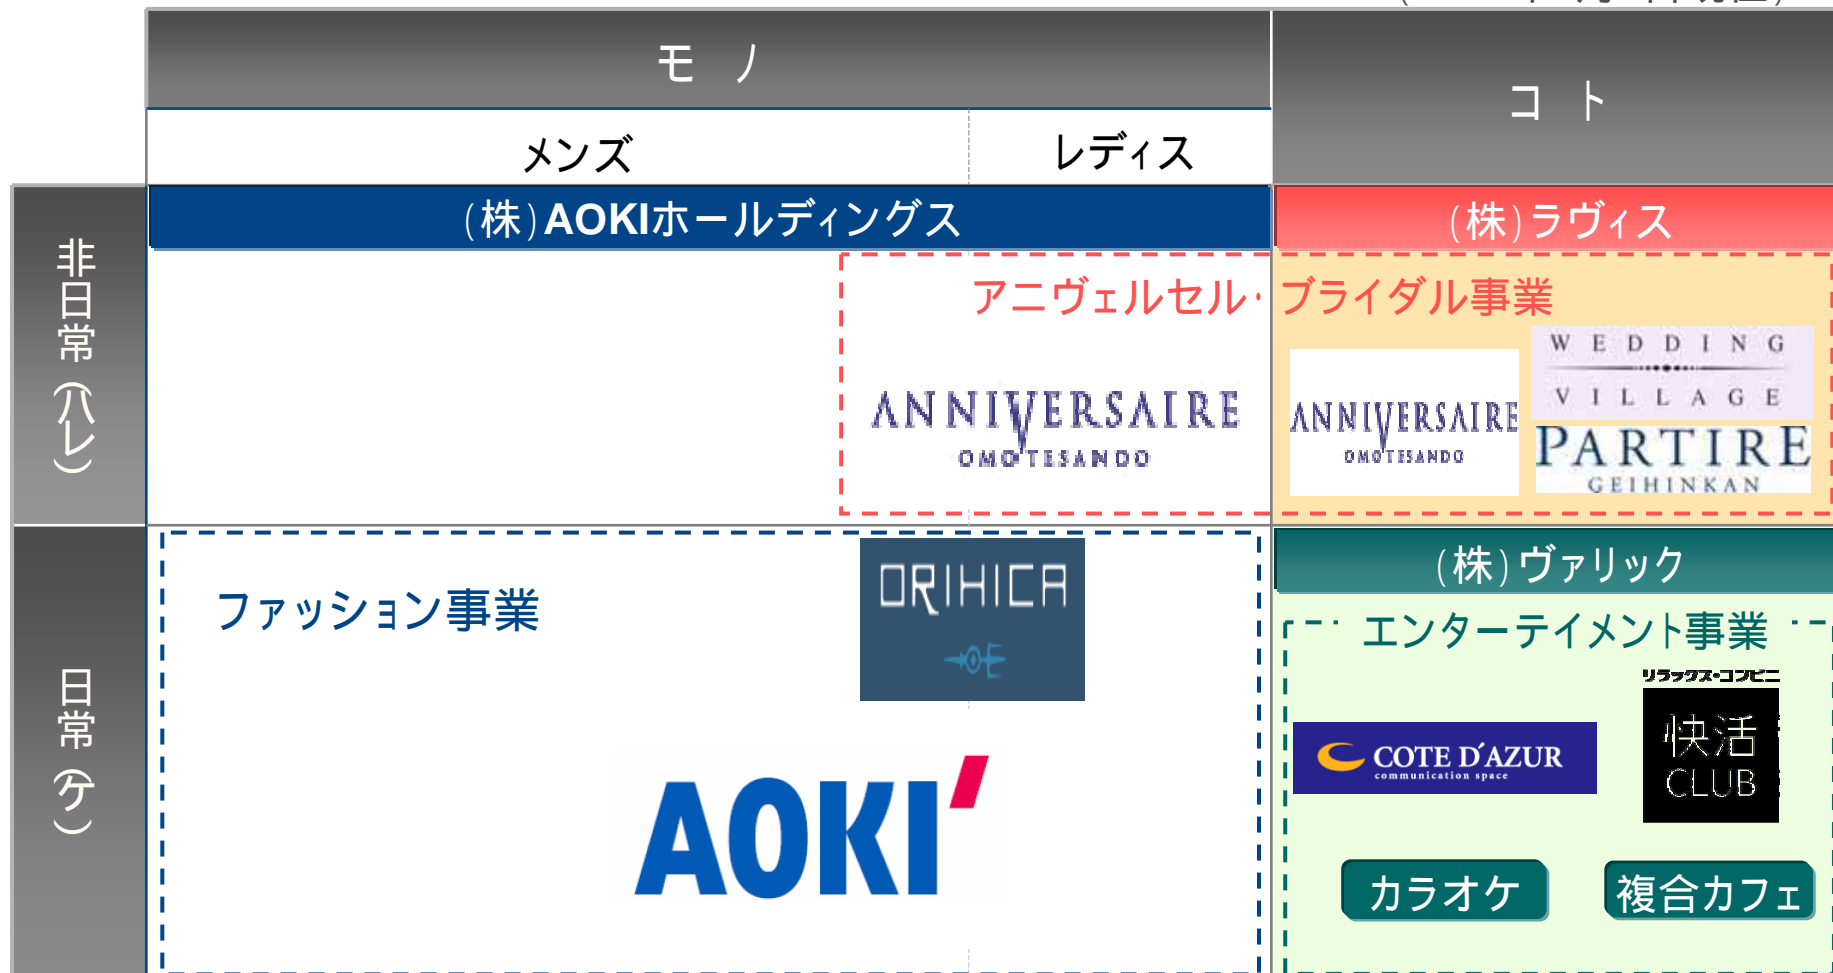 モノ
コト
メンズ
レディス
(株)AOKIホールディングス
(株)ラヴィス
非日常(ハレ)
アニヴェルセル・ブライダル事業
ANNIVERSAIRE
OMOTESANDO
ANNIVERSAIRE
OMOTESANDO
WEDDING
VILLAGE
PARTIRE
GEIHINKAN
日常(ケ)
ファッション事業
ORIHICA
AOKI
(株)ヴァリック
エンターテイメント事業
COTE D'AZUR
communication space
リラックス・コンビニ
快活
CLUB
カラオケ
複合カフェ